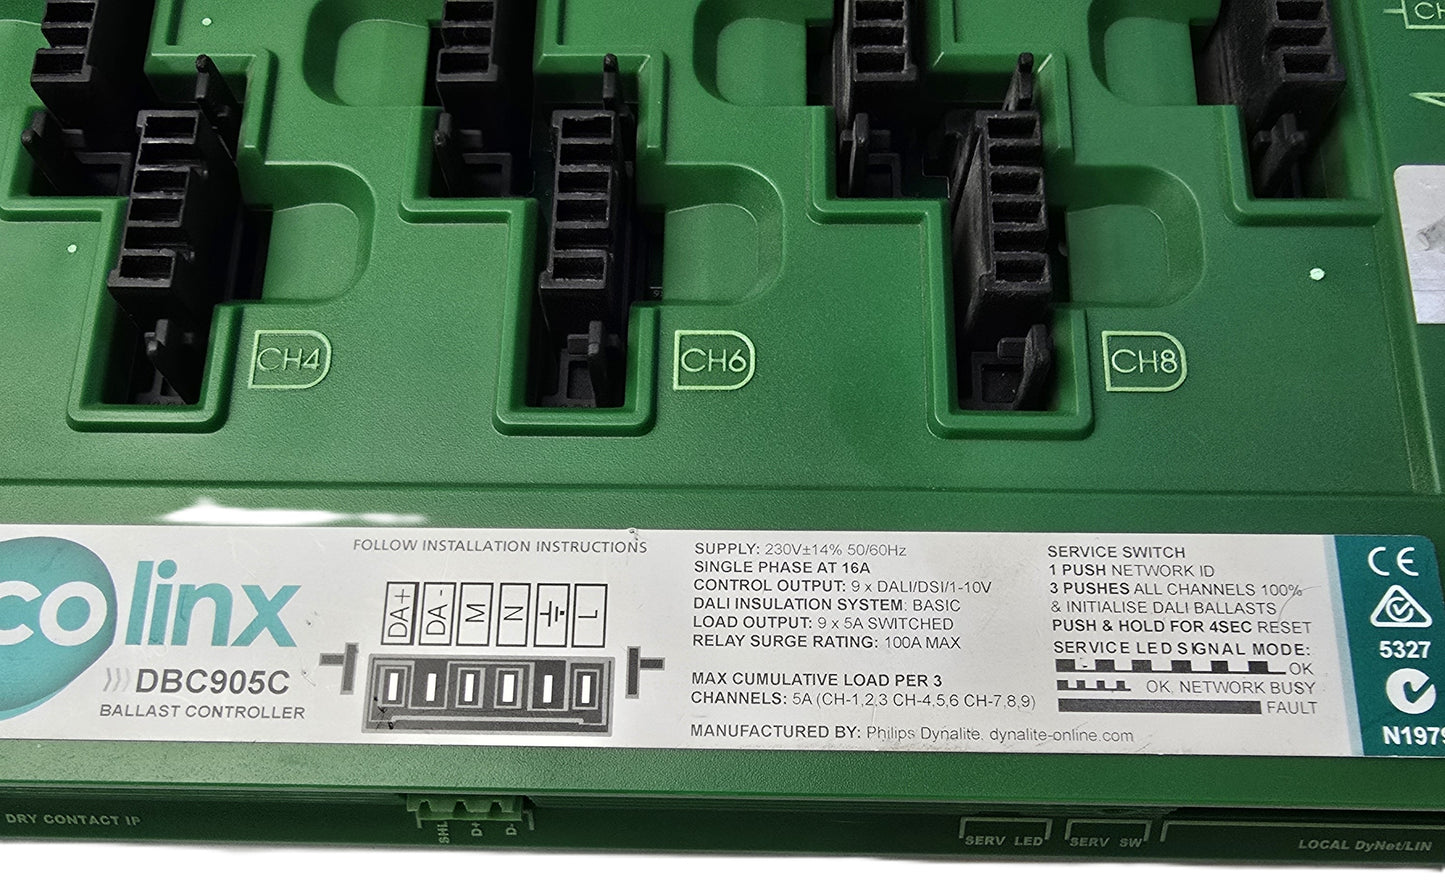 CH
CH4
CH6
CH8
co linx
DBC905C
BALLAST CONTROLLER
FOLLOW INSTALLATION INSTRUCTIONS
DA+
DA-
M
N
L
SUPPLY: 230V±14% 50/60Hz
SINGLE PHASE AT 16A
CONTROL OUTPUT: 9 x DALI/DSI/1-10V
DALI INSULATION SYSTEM: BASIC
LOAD OUTPUT: 9 x 5A SWITCHED
RELAY SURGE RATING: 100A MAX
MAX CUMULATIVE LOAD PER 3
CHANNELS: 5A (CH-1,2,3 CH-4,5,6 CH-7,8,9)
MANUFACTURED BY: Philips Dynalite, dynalite-online.com
SERVICE SWITCH
1 PUSH NETWORK ID
3 PUSHES ALL CHANNELS 100%
& INITIALISE DALI BALLASTS
PUSH & HOLD FOR 4SEC RESET
SERVICE LED SIGNAL MODE:
OK
OK, NETWORK BUSY
FAULT
CE
5327
N1979
DRY CONTACT IP
SHL
D+
D-
SERV LED
SERV SW
LOCAL DyNet/LIN